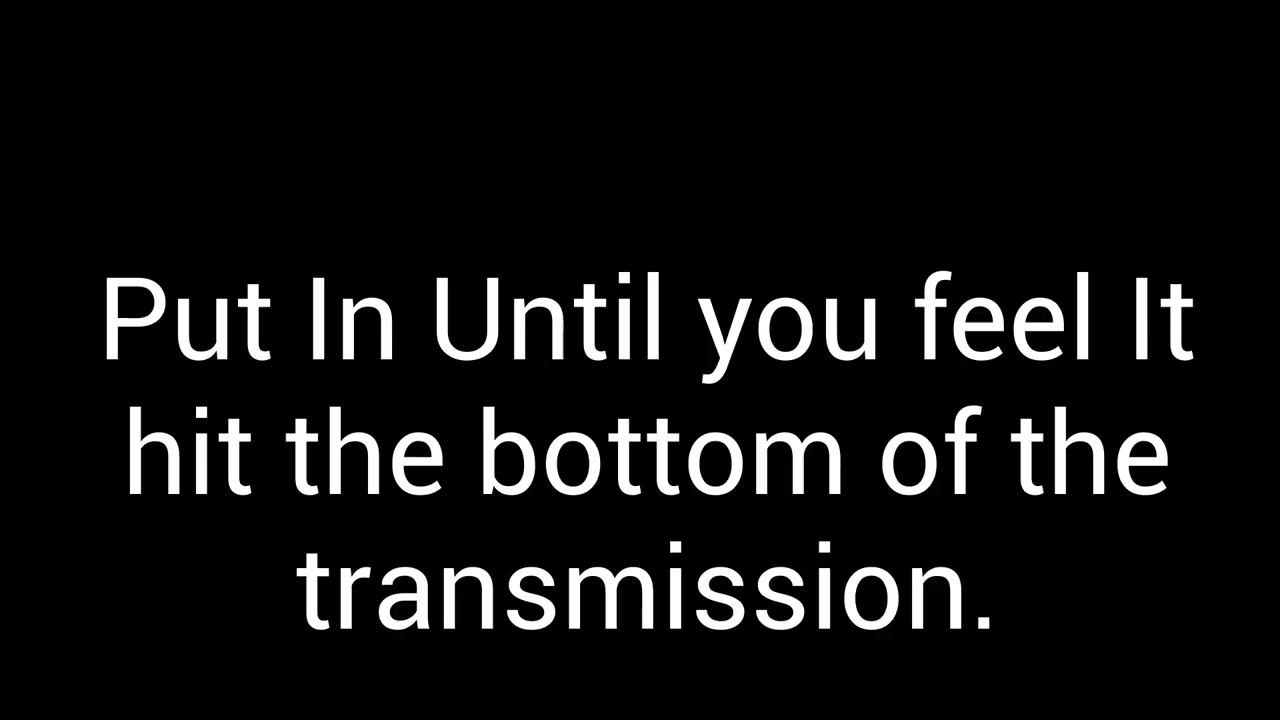 Put In Until you feel It
hit the bottom of the
transmission.